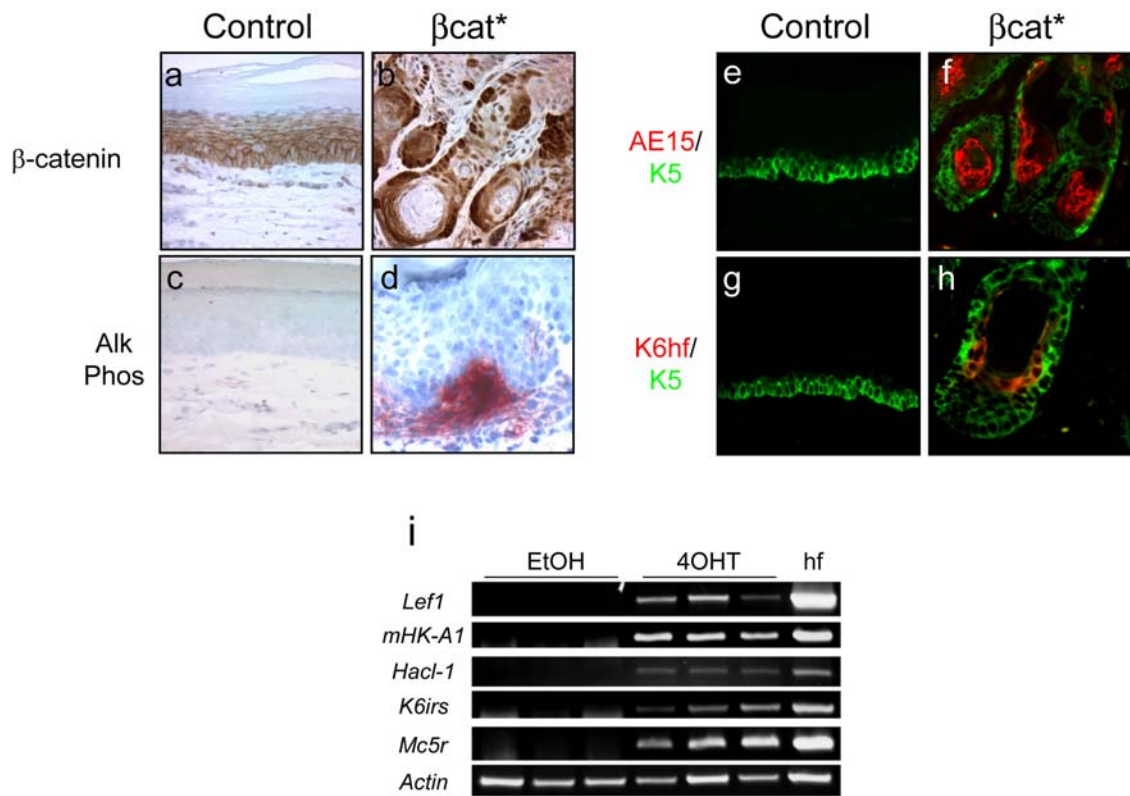 Control βcat* Control βcat*
a b e f
β-catenin
AE15/
K5
c d g h
Alk
Phos
K6hf/
K5
i
EtOH 4OHT hf
Lef1
mHK-A1
Hacl-1
K6irs
Mc5r
Actin